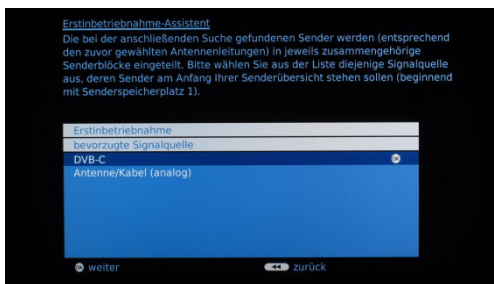 Erstinbetriebnahme-Assistent
Die bei der anschließenden Suche gefundenen Sender werden (entsprechend
den zuvor gewählten Antennenleitungen) in jeweils zusammengehörige
Senderblöcke eingeteilt. Bitte wählen Sie aus der Liste diejenige Signalquelle
aus, deren Sender am Anfang Ihrer Senderübersicht stehen sollen (beginnend
mit Senderspeicherplatz 1).
Erstinbetriebnahme
bevorzugte Signalquelle
DVB-C OK
Antenne/Kabel (analog)
OK weiter zurück